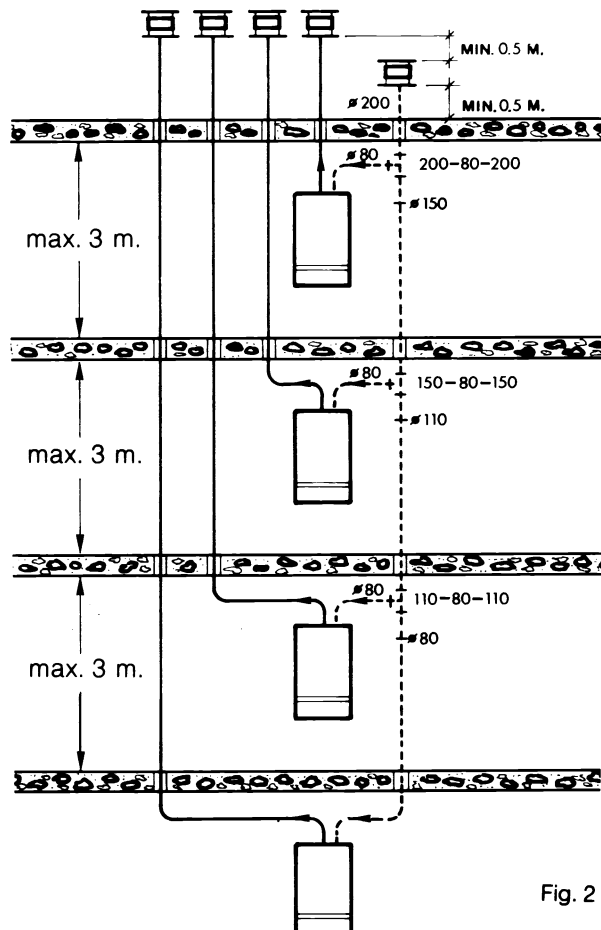 MIN. 0.5 M.
ø200
MIN. 0.5 M.
ø80
200-80-200
ø150
max. 3 m.
ø80
150-80-150
ø110
max. 3 m.
ø80
110-80-110
ø80
max. 3 m.
Fig. 2